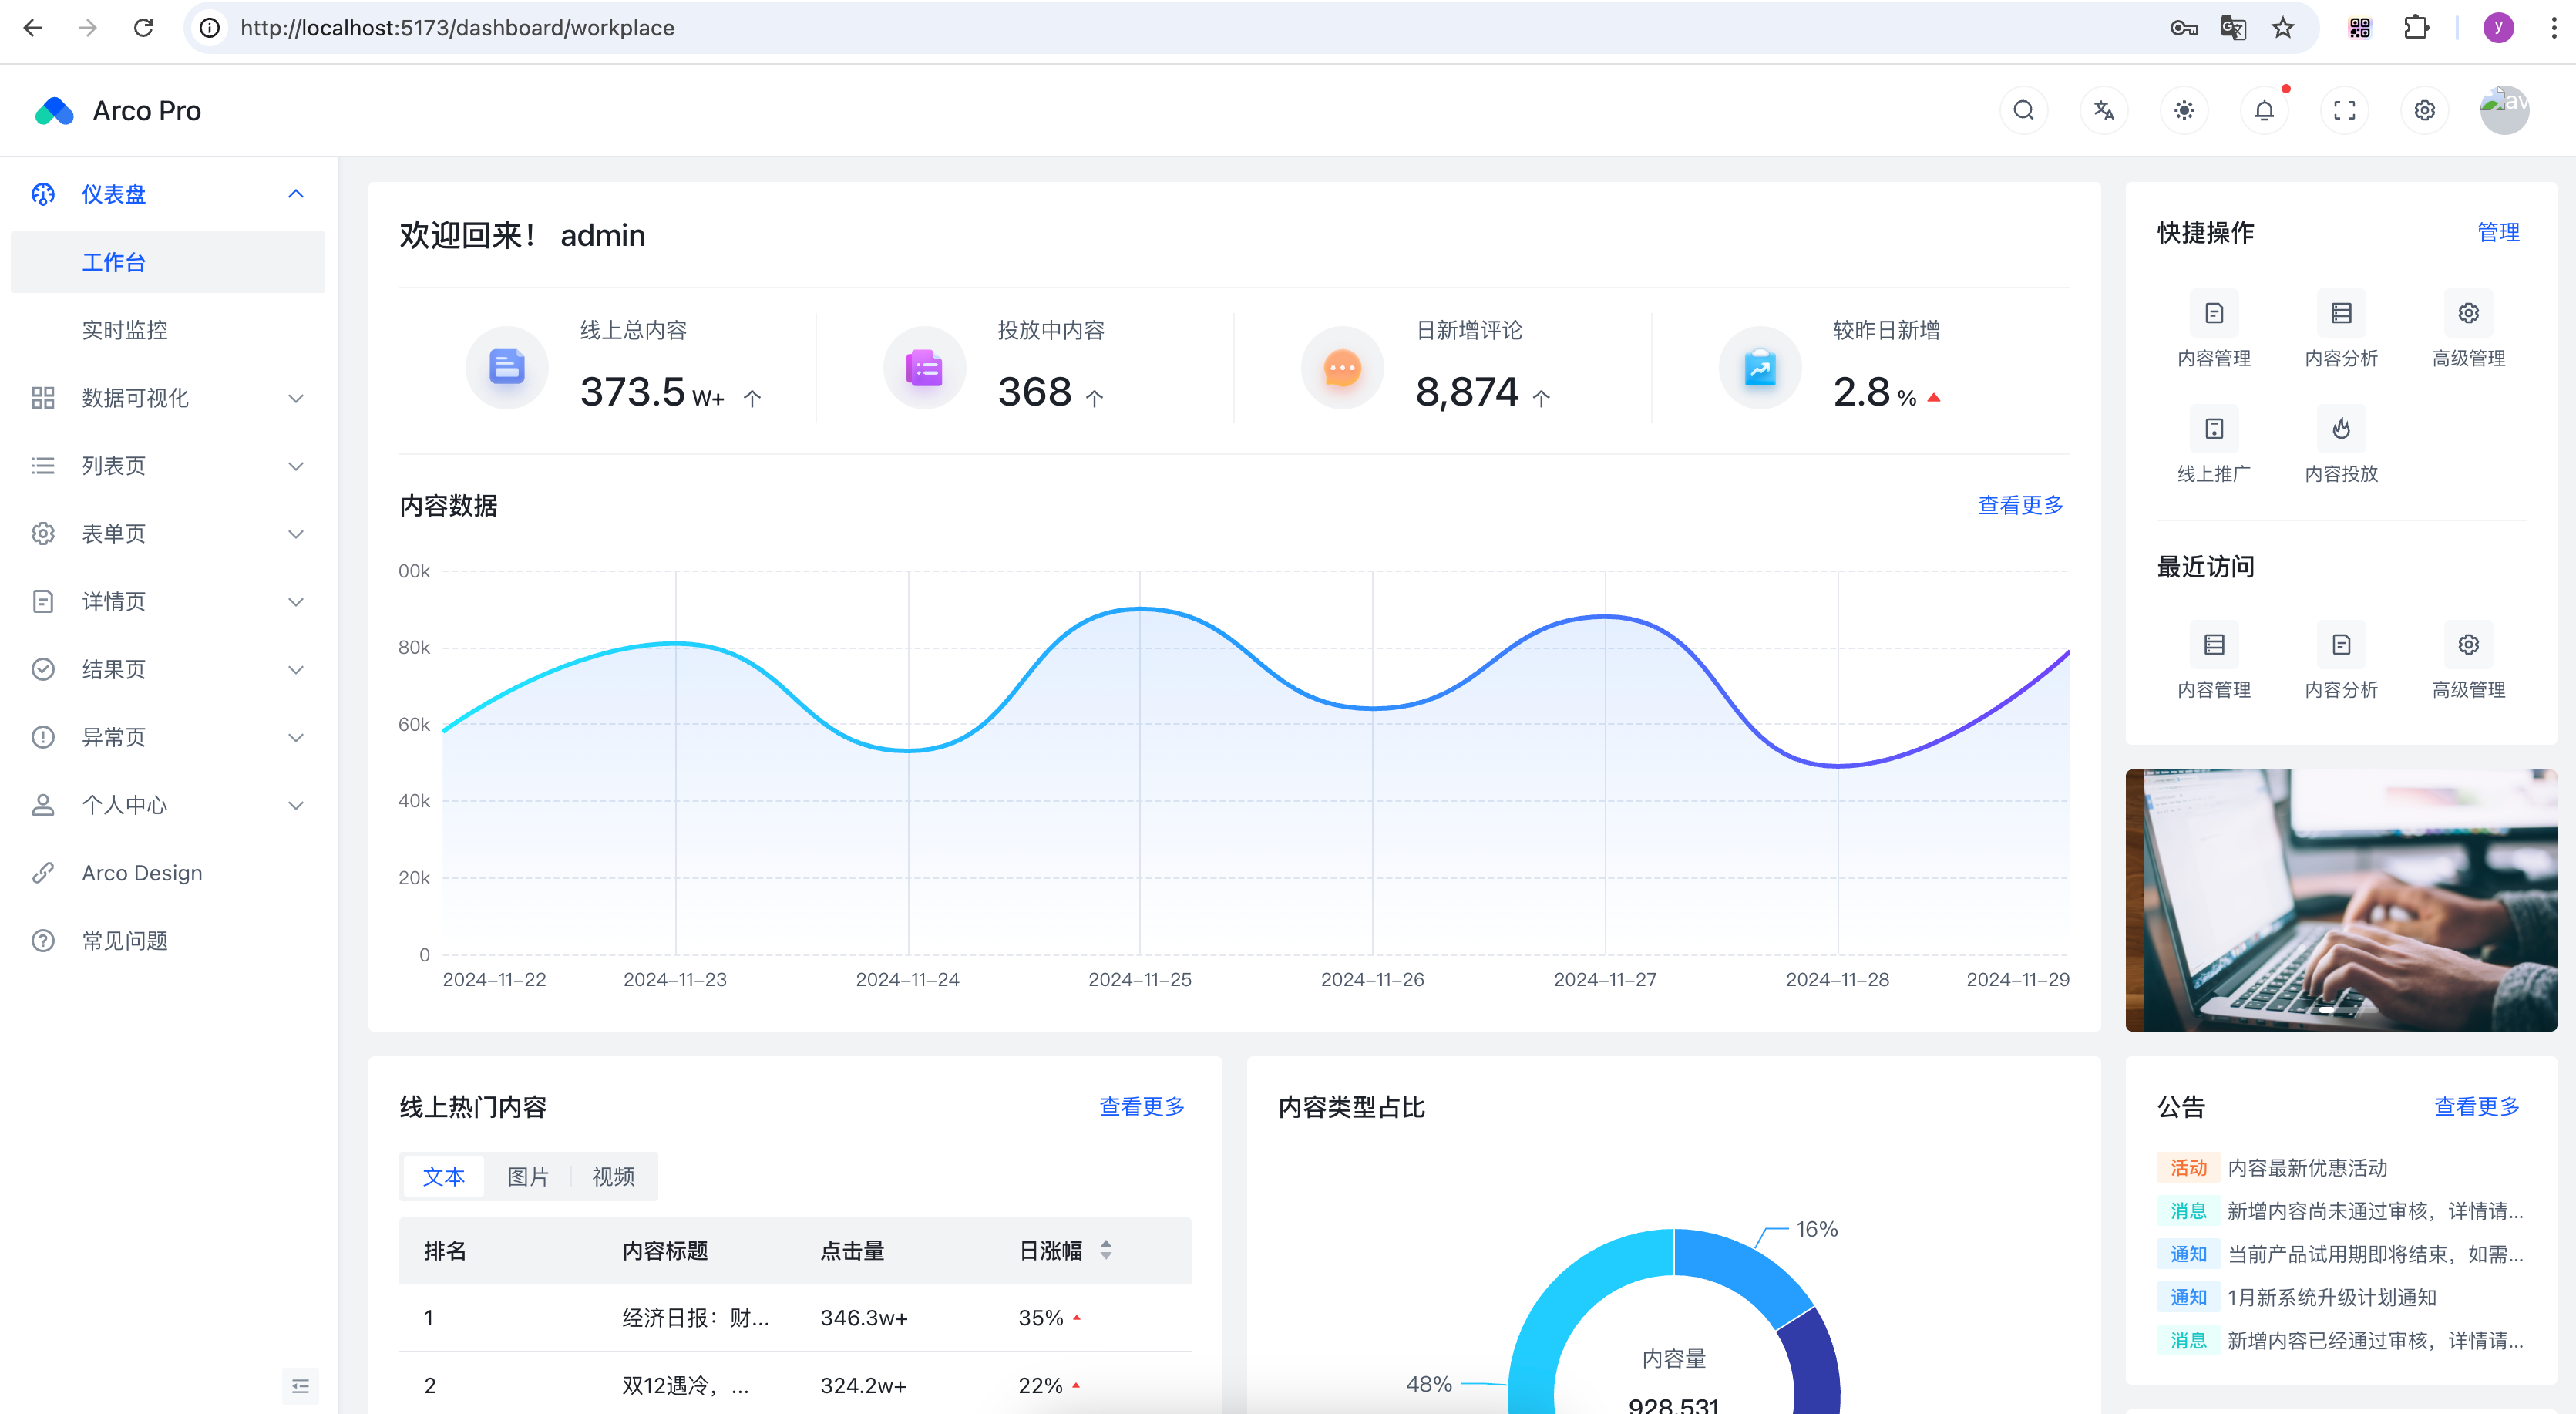 http://localhost:5173/dashboard/workplace
y
Arco Pro
av
仪表盘
工作台
实时监控
数据可视化
列表页
表单页
详情页
结果页
异常页
个人中心
Arco Design
常见问题
欢迎回来！ admin
线上总内容
373.5 W+ 个
投放中内容
368 个
日新增评论
8,874 个
较昨日新增
2.8 %
内容数据
查看更多
00k
80k
60k
40k
20k
0
2024-11-22 2024-11-23 2024-11-24 2024-11-25 2024-11-26 2024-11-27 2024-11-28 2024-11-29
快捷操作
管理
内容管理 内容分析 高级管理
线上推广 内容投放
最近访问
内容管理 内容分析 高级管理
线上热门内容
查看更多
文本 图片 视频
排名 内容标题 点击量 日涨幅
1 经济日报：财... 346.3w+ 35%
2 双12遇冷，... 324.2w+ 22%
内容类型占比
16%
48%
内容量
928,531
公告
查看更多
活动 内容最新优惠活动
消息 新增内容尚未通过审核，详情请...
通知 当前产品试用期即将结束，如需...
通知 1月新系统升级计划通知
消息 新增内容已经通过审核，详情请...